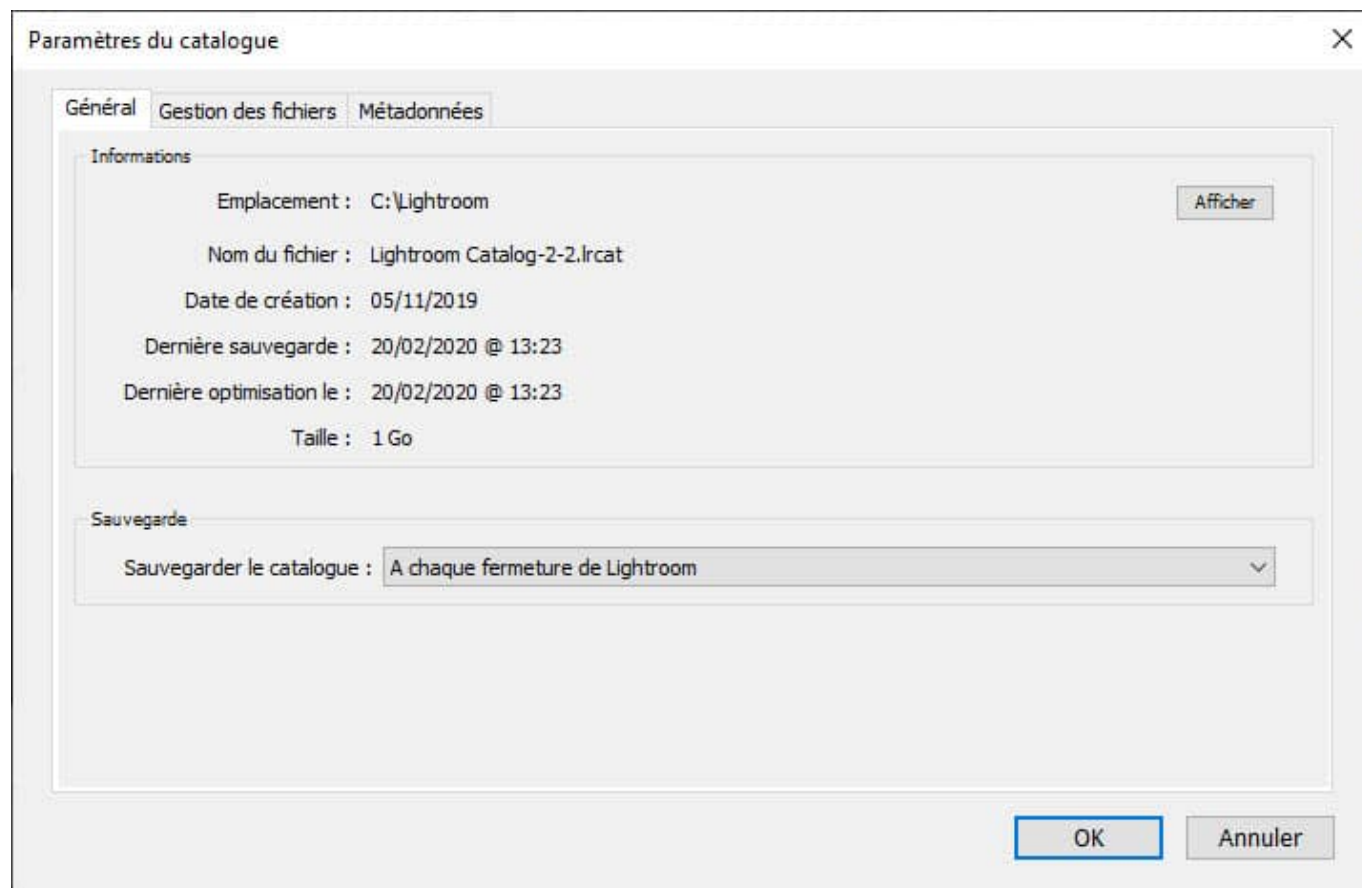 Paramètres du catalogue
Général Gestion des fichiers Métadonnées
Informations
Emplacement : C:\Lightroom Afficher
Nom du fichier : Lightroom Catalog-2-2.lrcat
Date de création : 05/11/2019
Dernière sauvegarde : 20/02/2020 @ 13:23
Dernière optimisation le : 20/02/2020 @ 13:23
Taille : 1 Go
Sauvegarde
Sauvegarder le catalogue : A chaque fermeture de Lightroom
OK Annuler